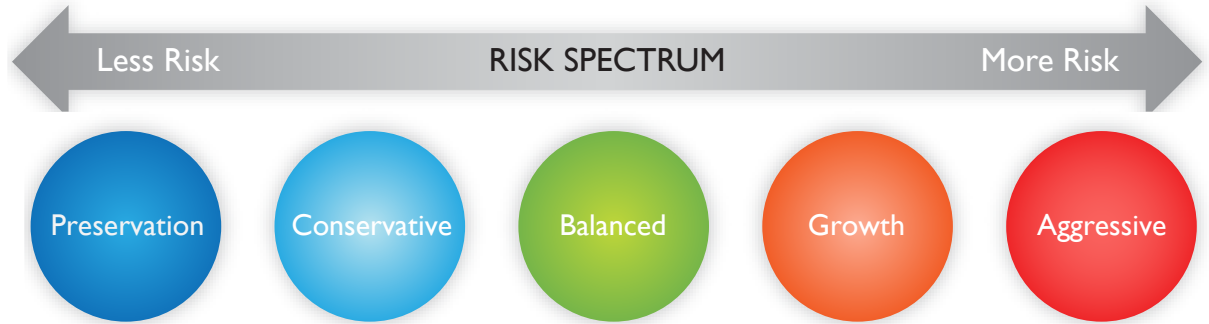 Less Risk RISK SPECTRUM More Risk
Preservation Conservative Balanced Growth Aggressive